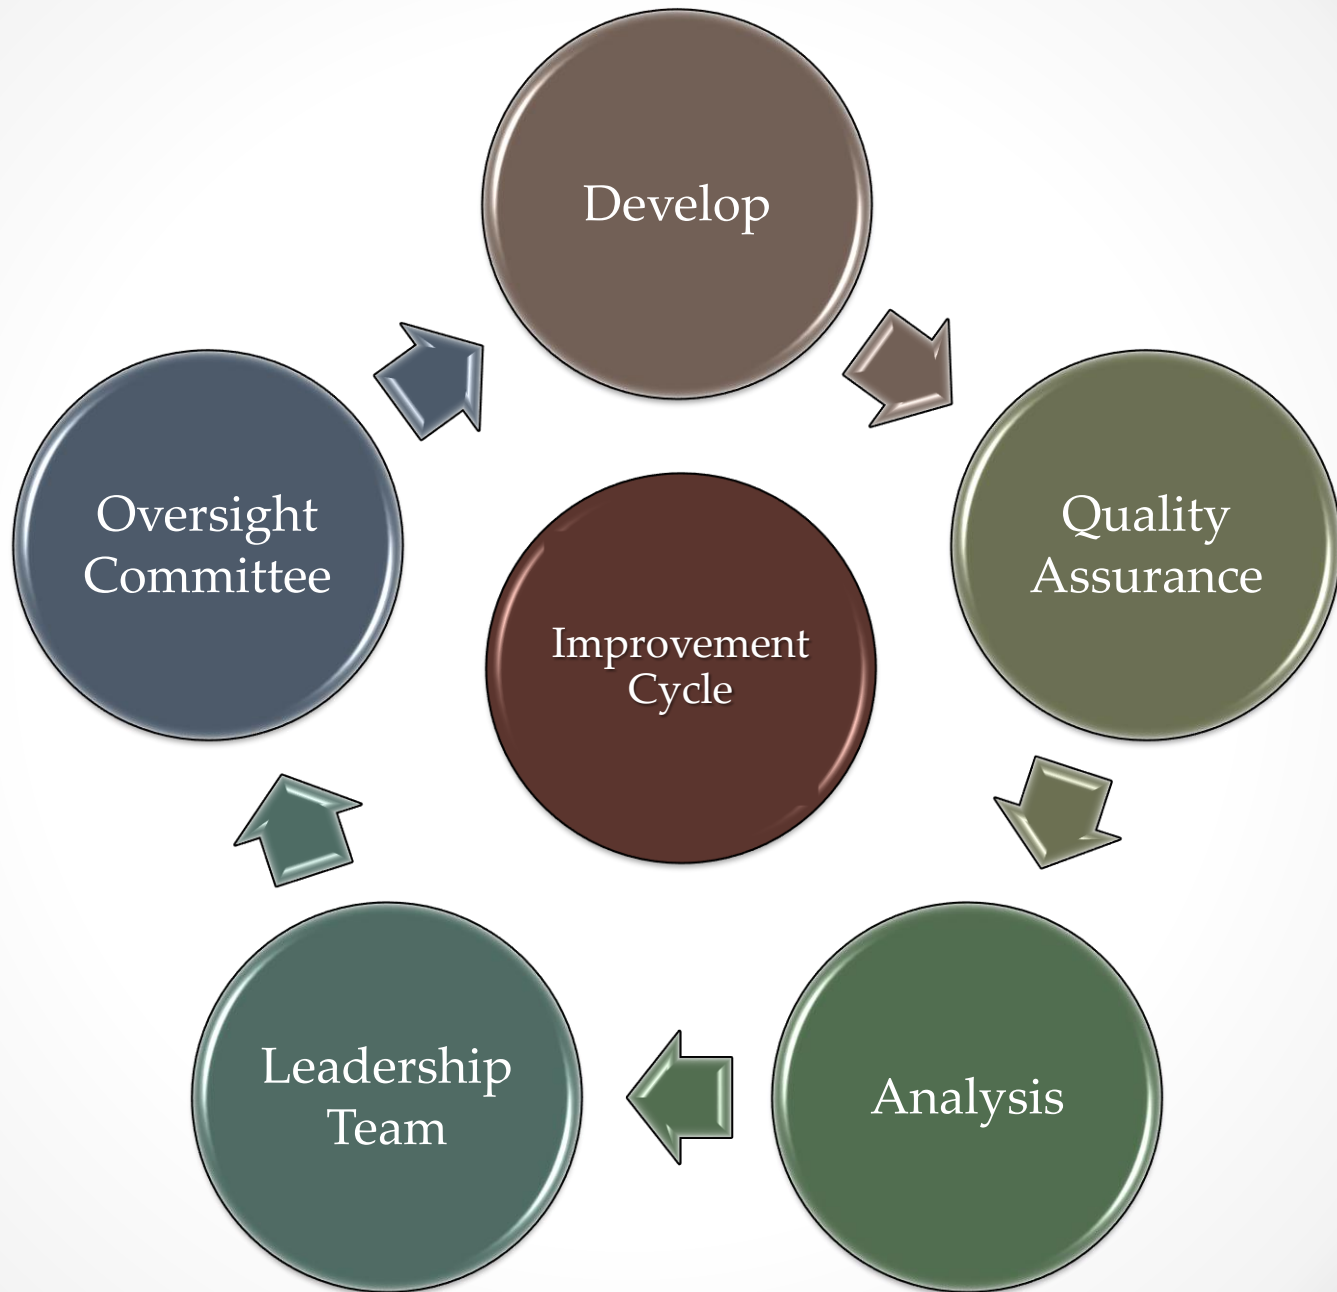 Develop
Quality
Assurance
Analysis
Leadership
Team
Oversight
Committee
Improvement
Cycle